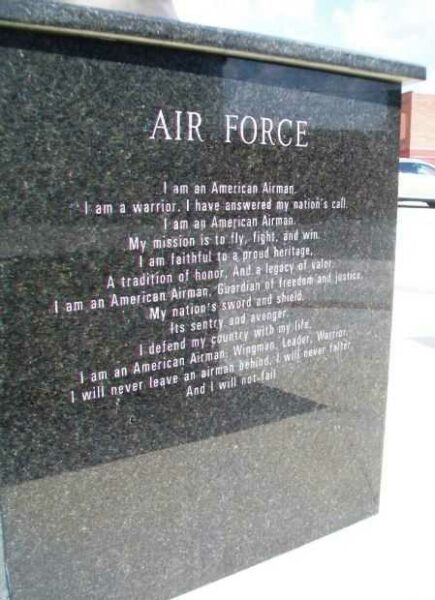 AIR FORCE
I am an American Airman.
I am a warrior. I have answered my nation's call.
I am an American Airman.
My mission is to fly, fight, and win.
I am faithful to a proud heritage,
A tradition of honor, And a legacy of valor.
I am an American Airman, Guardian of freedom and justice,
My nation's sword and shield.
Its sentry and avenger.
I defend my country with my life.
I am an American Airman. Wingman, Leader, Warrior.
I will never leave an airman behind, I will never falter
And I will not fail